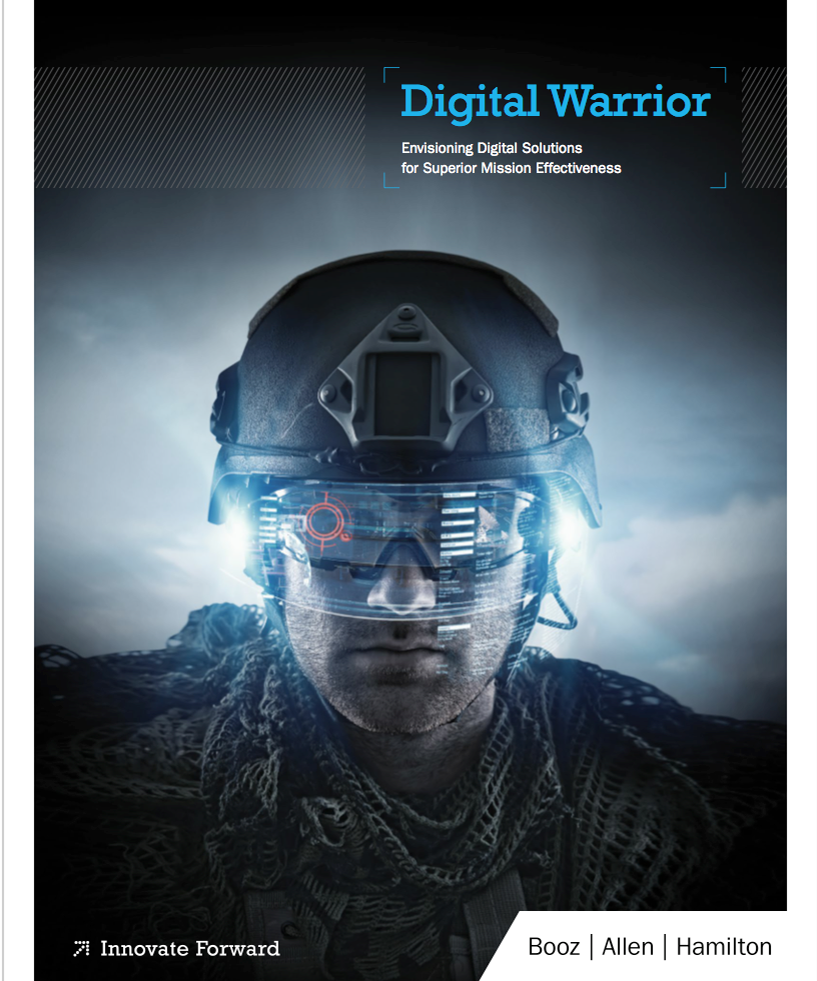 Digital Warrior
Envisioning Digital Solutions
for Superior Mission Effectiveness
Innovate Forward
Booz | Allen | Hamilton